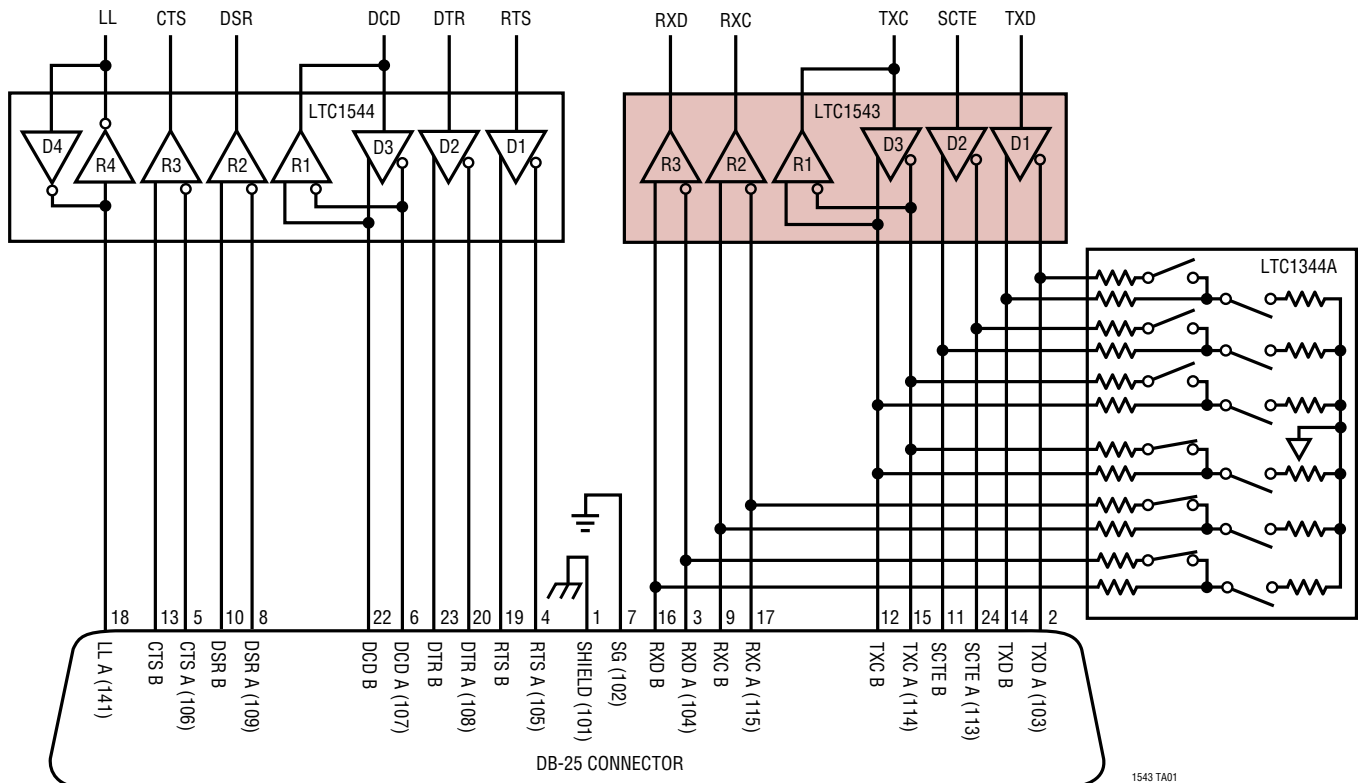 LL CTS DSR DCD DTR RTS RXD RXC TXC SCTE TXD
LTC1544 LTC1543
D4 R4 R3 R2 R1 D3 D2 D1 R3 R2 R1 D3 D2 D1
LTC1344A
18 13 5 10 8 22 6 23 20 19 4 1 7 16 3 9 17 12 15 11 24 14 2
LL A (141)
CTS B
CTS A (106)
DSR B
DSR A (109)
DCD B
DCD A (107)
DTR B
DTR A (108)
RTS B
RTS A (105)
SHIELD (101)
SG (102)
RXD B
RXD A (104)
RXC B
RXC A (115)
TXC B
TXC A (114)
SCTE B
SCTE A (113)
TXD B
TXD A (103)
DB-25 CONNECTOR
1543 TA01